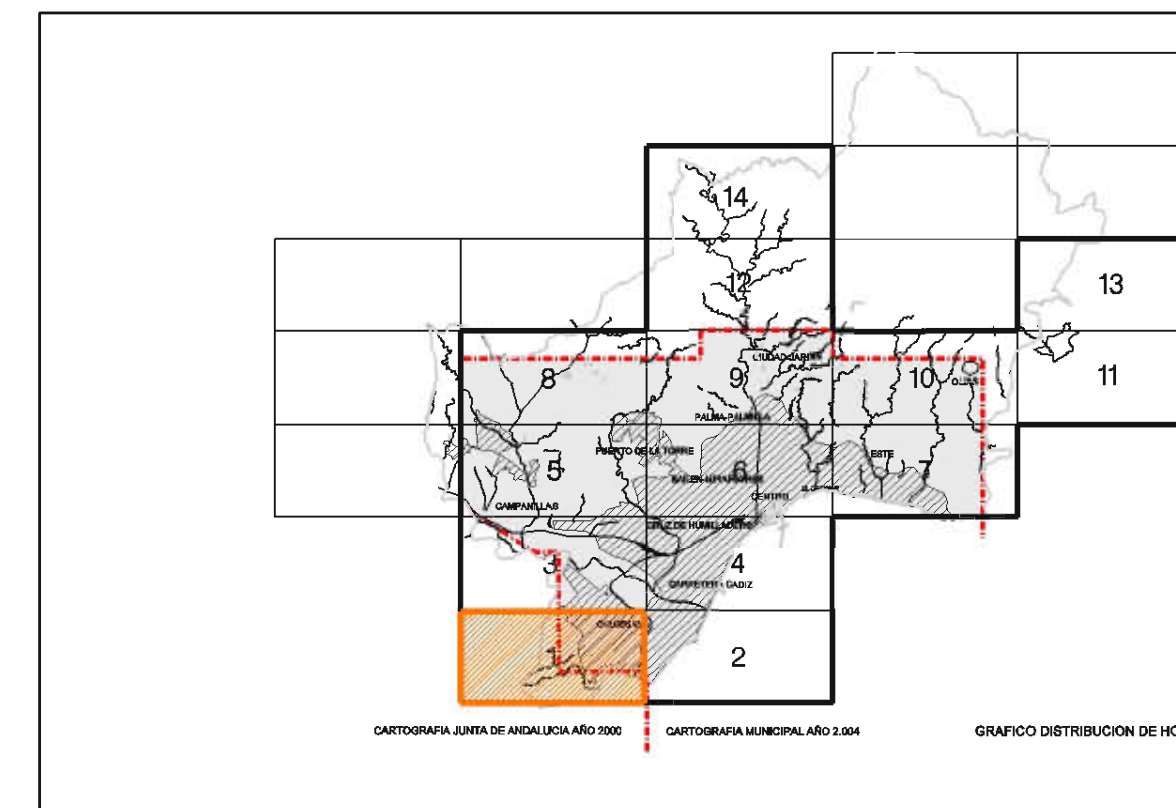 14
13
12
CIUDAD JARDIN
8
9
10
OLIAS
11
PALMA-PALMILLA
PUERTO DE LA TORRE
ESTE
5
6
7
BAILEN-MIRAFLORES
CENTRO
CAMPANILLAS
CRUZ DE HUMILLADERO
3
4
CARRETERA CADIZ
CHURRIANA
2
CARTOGRAFIA JUNTA DE ANDALUCIA AÑO 2000
CARTOGRAFIA MUNICIPAL AÑO 2.004
GRAFICO DISTRIBUCION DE HO